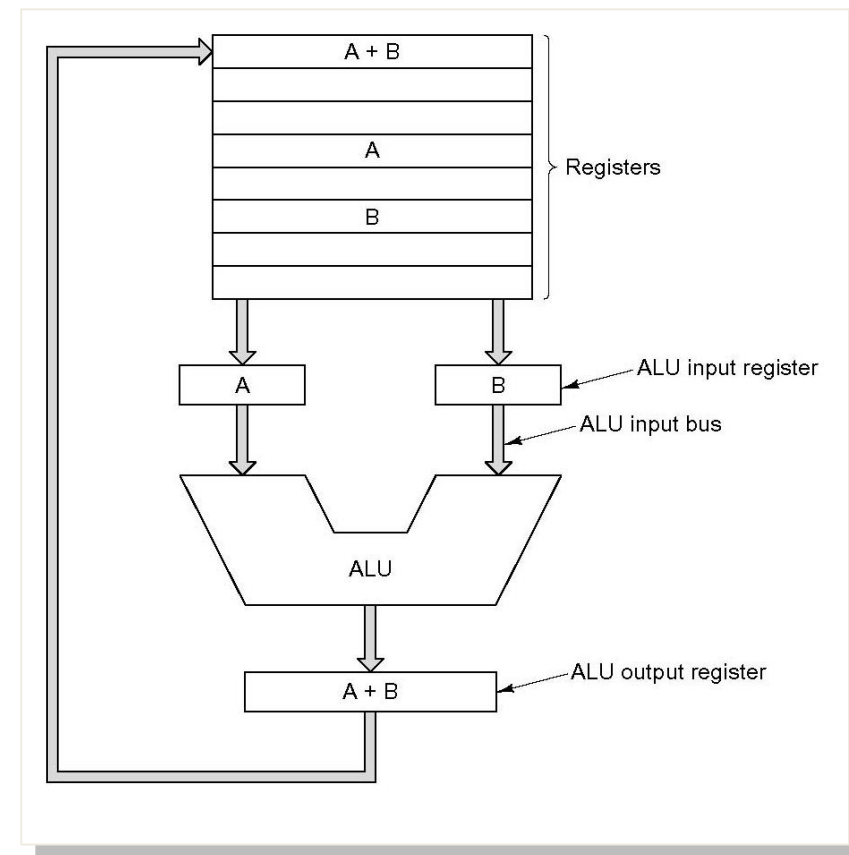 A + B
A
Registers
B
A
B
ALU input register
ALU input bus
ALU
ALU output register
A + B